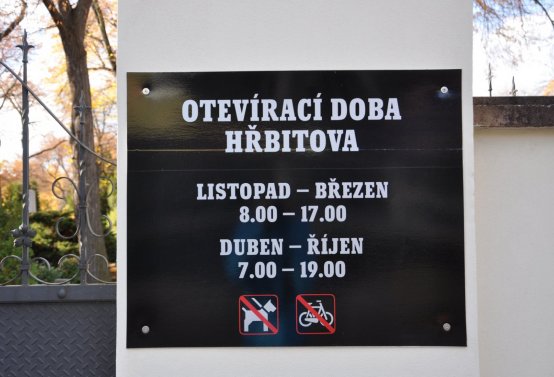 OTEVÍRACÍ DOBA
HŘBITOVA
LISTOPAD – BŘEZEN
8.00 – 17.00
DUBEN – ŘÍJEN
7.00 – 19.00